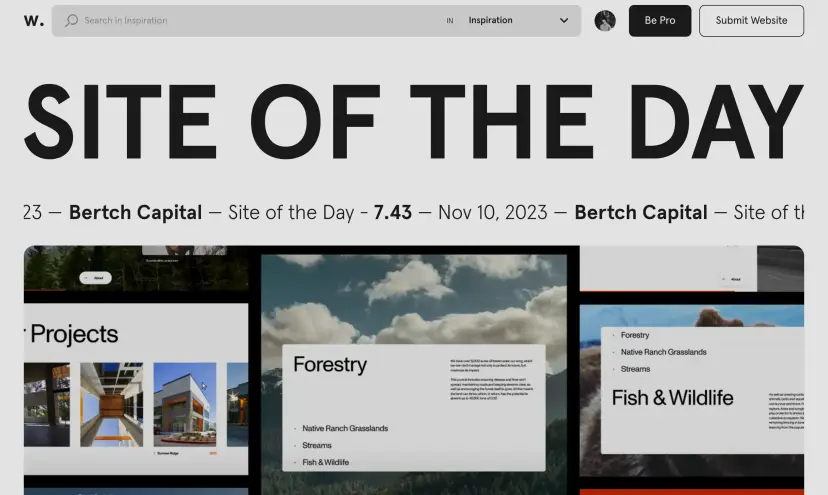 w.
Search in Inspiration
IN
Inspiration
Be Pro
Submit Website
SITE OF THE DAY
23 — Bertch Capital — Site of the Day - 7.43 — Nov 10, 2023 — Bertch Capital — Site of th
About
About
Projects
Forestry
Native Ranch Grasslands
Streams
Fish & Wildlife
Forestry
Native Ranch Grasslands
Streams
Fish & Wildlife
Sunrise Ridge